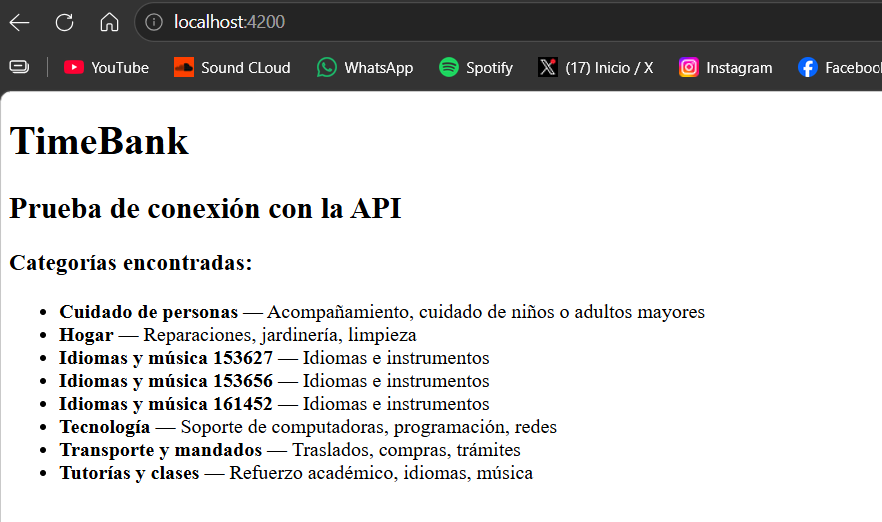 localhost:4200
YouTube Sound CLoud WhatsApp Spotify (17) Inicio / X Instagram Facebook
TimeBank
Prueba de conexión con la API
Categorías encontradas:
• Cuidado de personas — Acompañamiento, cuidado de niños o adultos mayores
• Hogar — Reparaciones, jardinería, limpieza
• Idiomas y música 153627 — Idiomas e instrumentos
• Idiomas y música 153656 — Idiomas e instrumentos
• Idiomas y música 161452 — Idiomas e instrumentos
• Tecnología — Soporte de computadoras, programación, redes
• Transporte y mandados — Traslados, compras, trámites
• Tutorías y clases — Refuerzo académico, idiomas, música